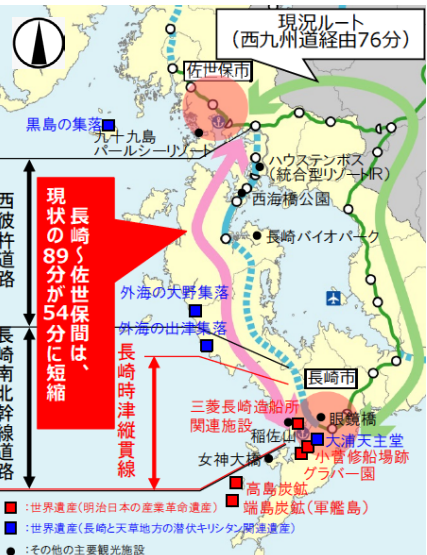 現況ルート
(西九州道経由76分)
佐世保市
黒島の集落
九十九島
パールシーリゾート
ハウステンボス
(統合型リゾートIR)
西海橋公園
長崎バイオパーク
西彼杵道路
長崎~佐世保間は、
現状の89分が54分に短縮
外海の大野集落
外海の出津集落
長崎南北幹線道路
長崎時津縦貫線
長崎市
三菱長崎造船所
関連施設
眼鏡橋
稲佐山
大浦天主堂
小菅修船場跡
グラバー園
女神大橋
高島炭鉱
端島炭鉱(軍艦島)
:世界遺産(明治日本の産業革命遺産)
:世界遺産(長崎と天草地方の潜伏キリシタン関連遺産)
:その他の主要観光施設